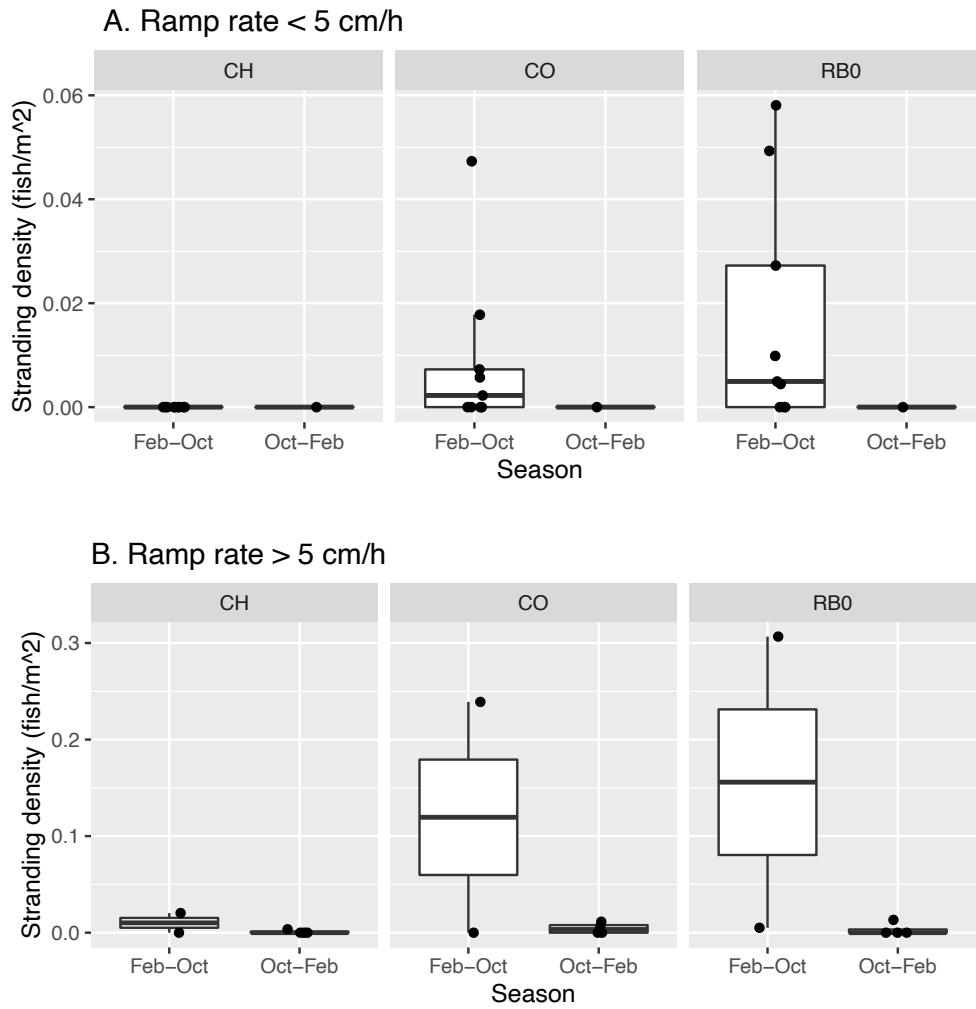 A. Ramp rate < 5 cm/h
CH CO RB0
Stranding density (fish/m^2)
0.06
0.04
0.02
0.00
Feb–Oct Oct–Feb Feb–Oct Oct–Feb Feb–Oct Oct–Feb
Season
B. Ramp rate > 5 cm/h
CH CO RB0
Stranding density (fish/m^2)
0.3
0.2
0.1
0.0
Feb–Oct Oct–Feb Feb–Oct Oct–Feb Feb–Oct Oct–Feb
Season